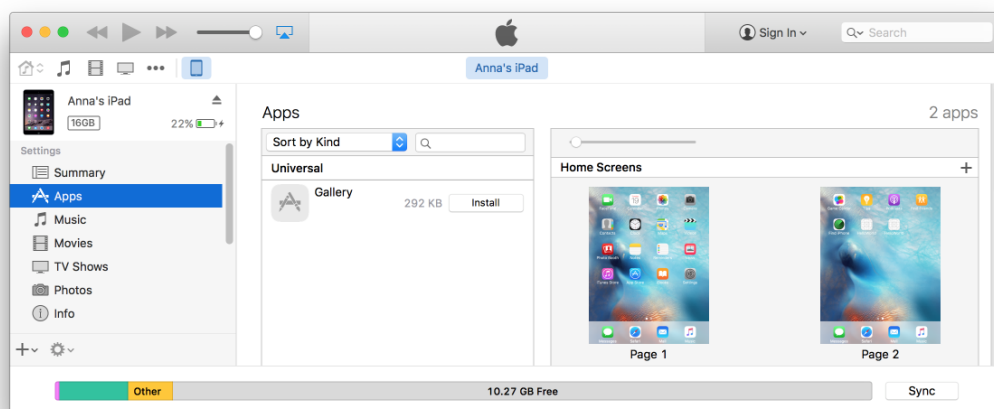 Sign In
Search
Anna's iPad
Anna's iPad
16GB
22%
Settings
Summary
Apps
Music
Movies
TV Shows
Photos
Info
Apps
2 apps
Sort by Kind
Universal
Gallery
292 KB
Install
Home Screens
Page 1
Page 2
Other
10.27 GB Free
Sync